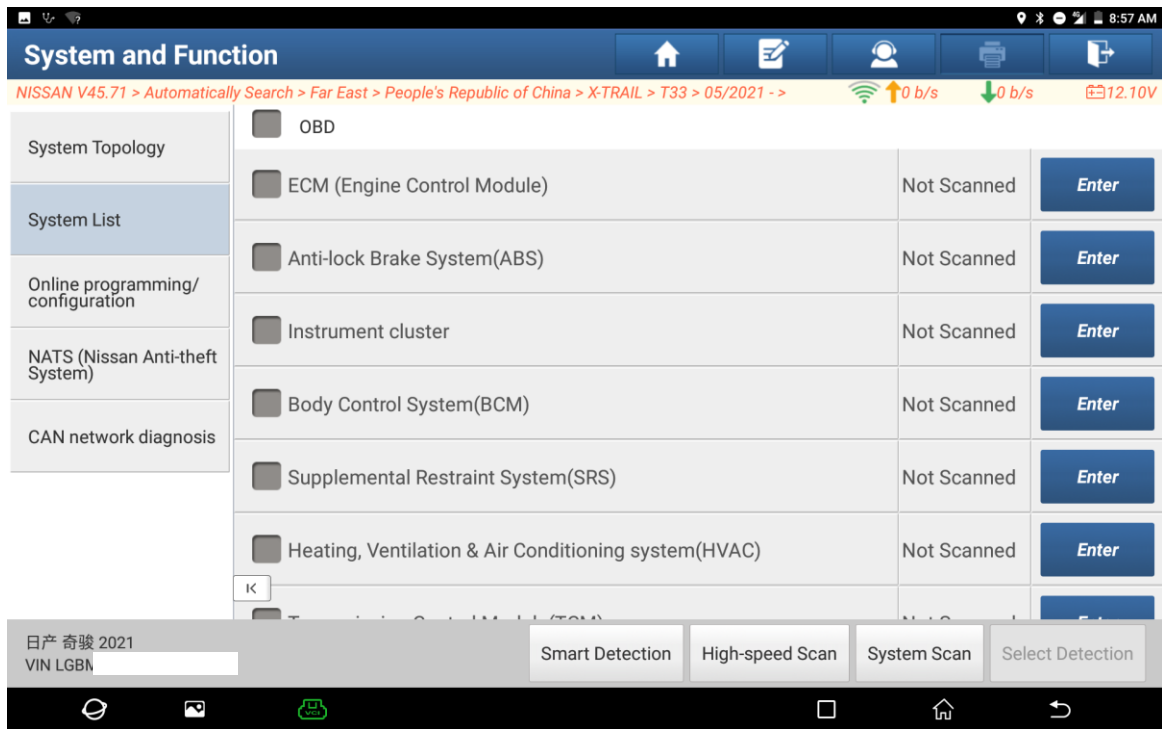 8:57 AM
System and Function
NISSAN V45.71 > Automatically Search > Far East > People's Republic of China > X-TRAIL > T33 > 05/2021 - >
0 b/s
0 b/s
12.10V
System Topology
System List
Online programming/
configuration
NATS (Nissan Anti-theft
System)
CAN network diagnosis
OBD
ECM (Engine Control Module) Not Scanned Enter
Anti-lock Brake System(ABS) Not Scanned Enter
Instrument cluster Not Scanned Enter
Body Control System(BCM) Not Scanned Enter
Supplemental Restraint System(SRS) Not Scanned Enter
Heating, Ventilation & Air Conditioning system(HVAC) Not Scanned Enter
日产 奇骏 2021
VIN LGBM
Smart Detection
High-speed Scan
System Scan
Select Detection
VCI